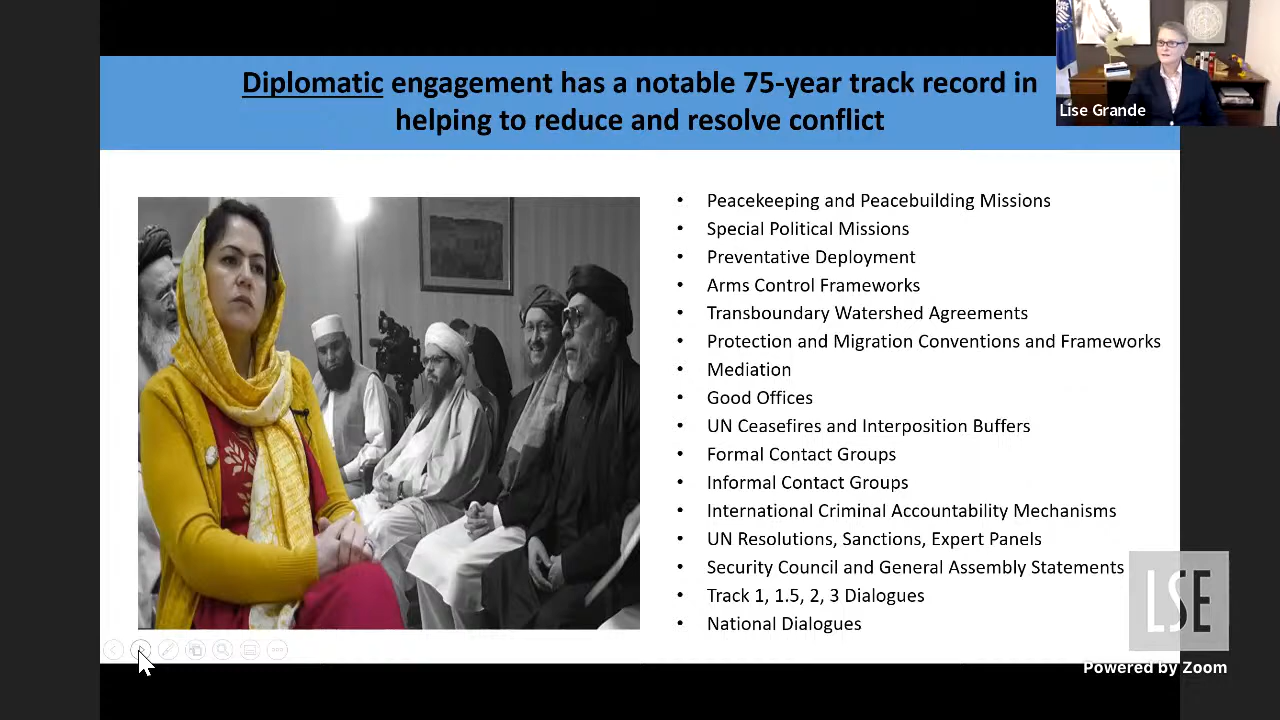 Diplomatic engagement has a notable 75-year track record in
helping to reduce and resolve conflict
Lise Grande
• Peacekeeping and Peacebuilding Missions
• Special Political Missions
• Preventative Deployment
• Arms Control Frameworks
• Transboundary Watershed Agreements
• Protection and Migration Conventions and Frameworks
• Mediation
• Good Offices
• UN Ceasefires and Interposition Buffers
• Formal Contact Groups
• Informal Contact Groups
• International Criminal Accountability Mechanisms
• UN Resolutions, Sanctions, Expert Panels
• Security Council and General Assembly Statements
• Track 1, 1.5, 2, 3 Dialogues
• National Dialogues
LSE
Powered by Zoom